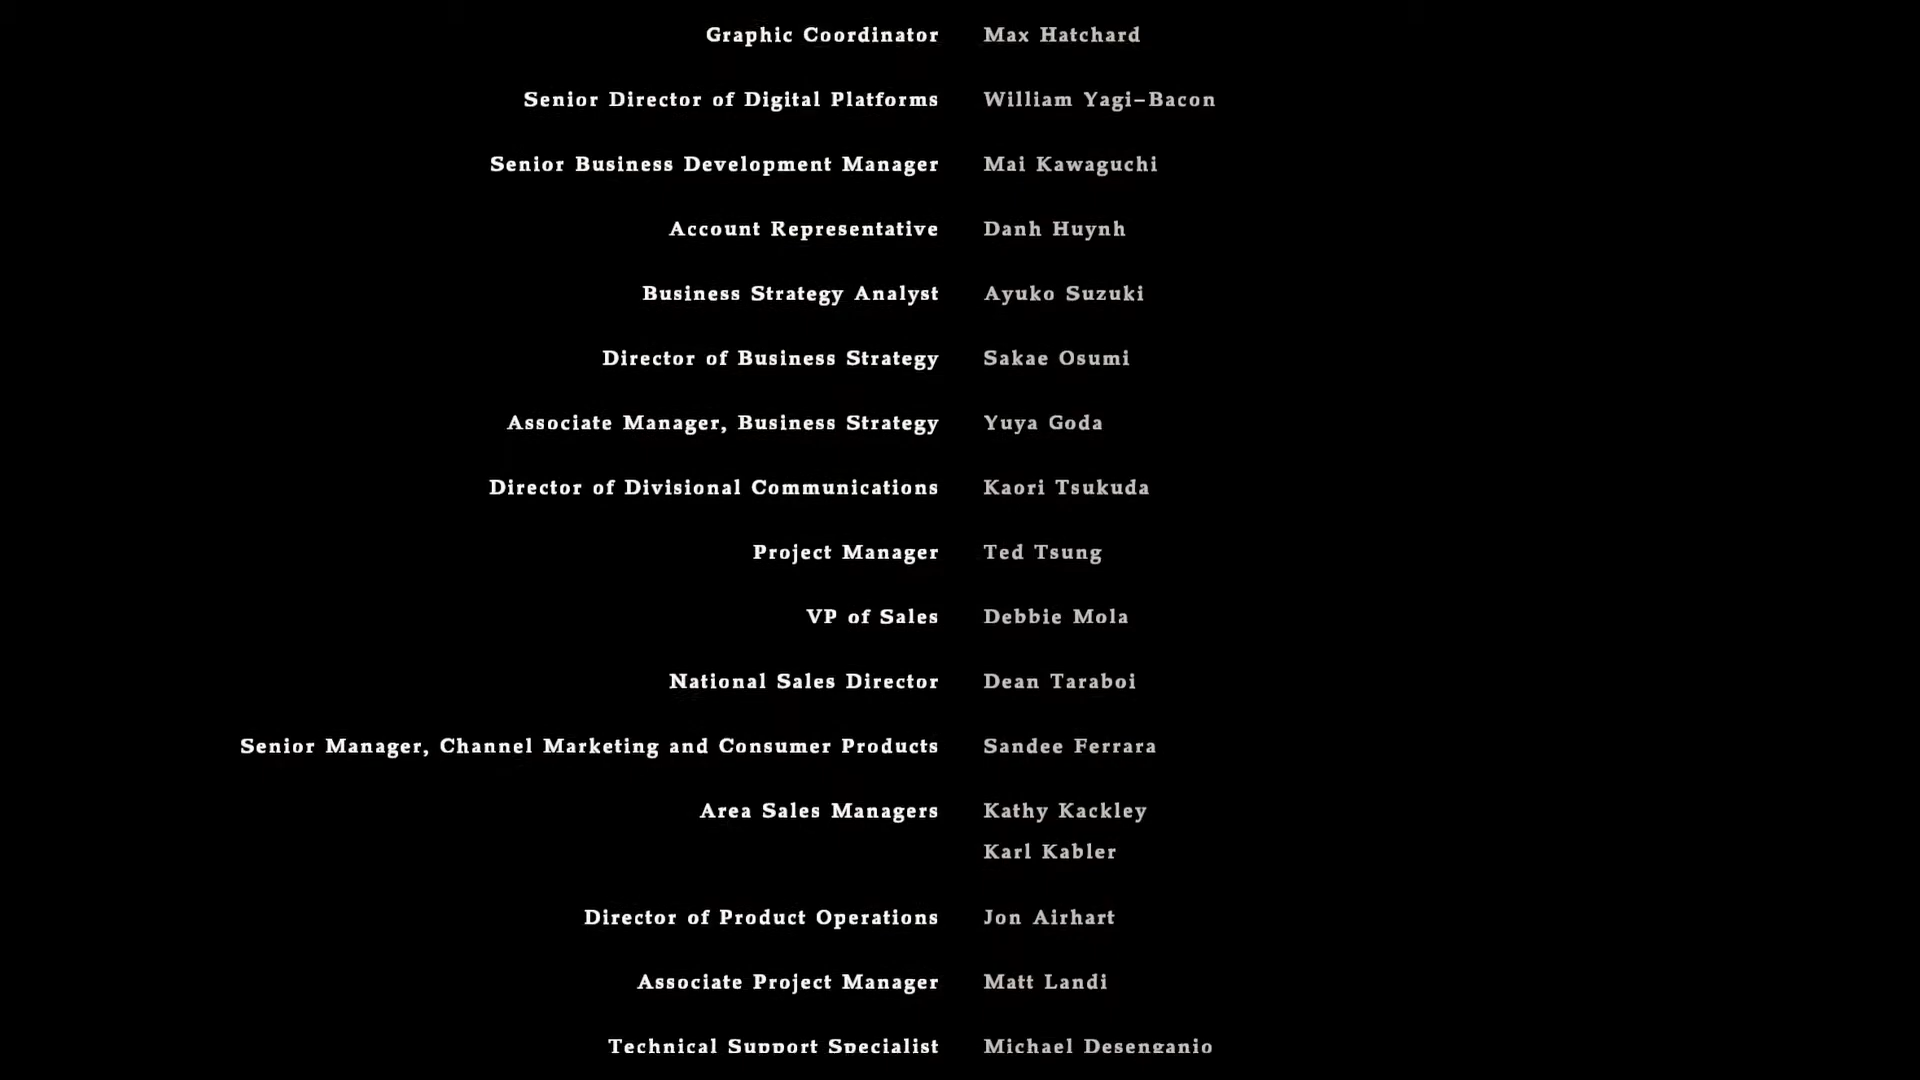 Graphic Coordinator Max Hatchard
Senior Director of Digital Platforms William Yagi-Bacon
Senior Business Development Manager Mai Kawaguchi
Account Representative Danh Huynh
Business Strategy Analyst Ayuko Suzuki
Director of Business Strategy Sakae Osumi
Associate Manager, Business Strategy Yuya Goda
Director of Divisional Communications Kaori Tsukuda
Project Manager Ted Tsung
VP of Sales Debbie Mola
National Sales Director Dean Taraboi
Senior Manager, Channel Marketing and Consumer Products Sandee Ferrara
Area Sales Managers Kathy Kackley
Karl Kabler
Director of Product Operations Jon Airhart
Associate Project Manager Matt Landi
Technical Support Specialist Michael Desenganio